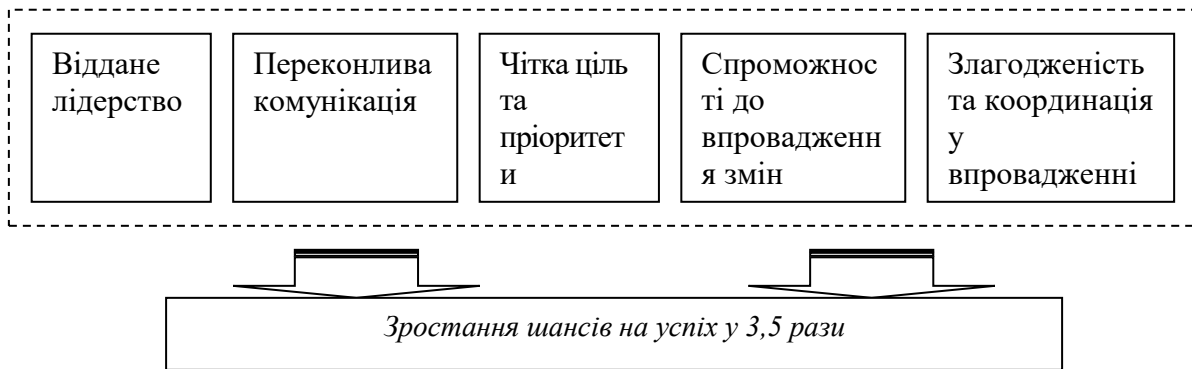 Віддане
лідерство
Переконлива
комунікація
Чітка ціль
та
пріоритет
и
Спроможнос
ті до
впровадженн
я змін
Злагодженість
та координація
у
впровадженні
Зростання шансів на успіх у 3,5 рази